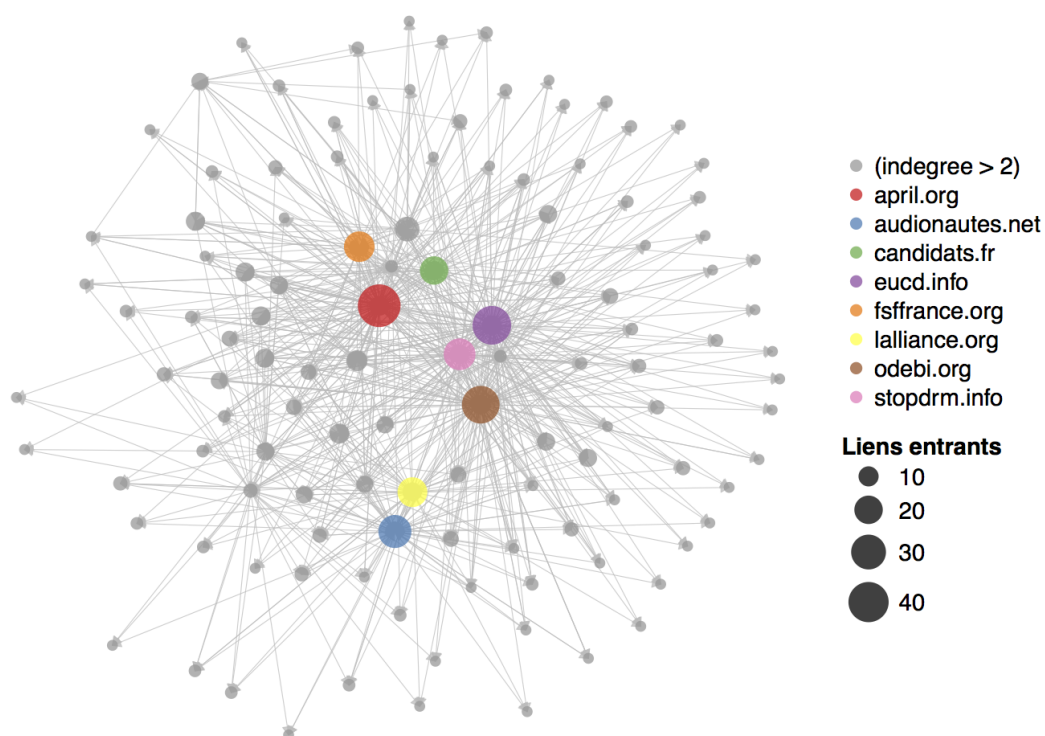 (indegree > 2)
april.org
audionautes.net
candidats.fr
eucd.info
fsffrance.org
lalliance.org
odebi.org
stopdrm.info
Liens entrants
10
20
30
40